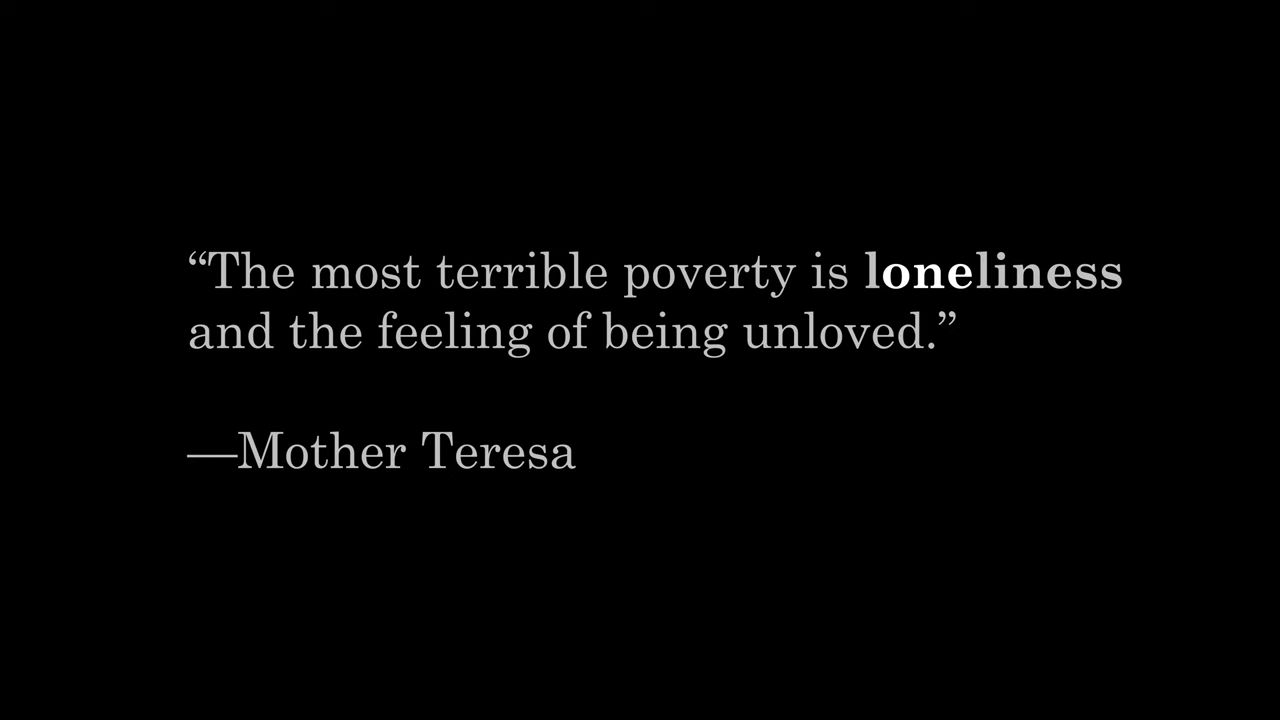 “The most terrible poverty is loneliness
and the feeling of being unloved.”
—Mother Teresa